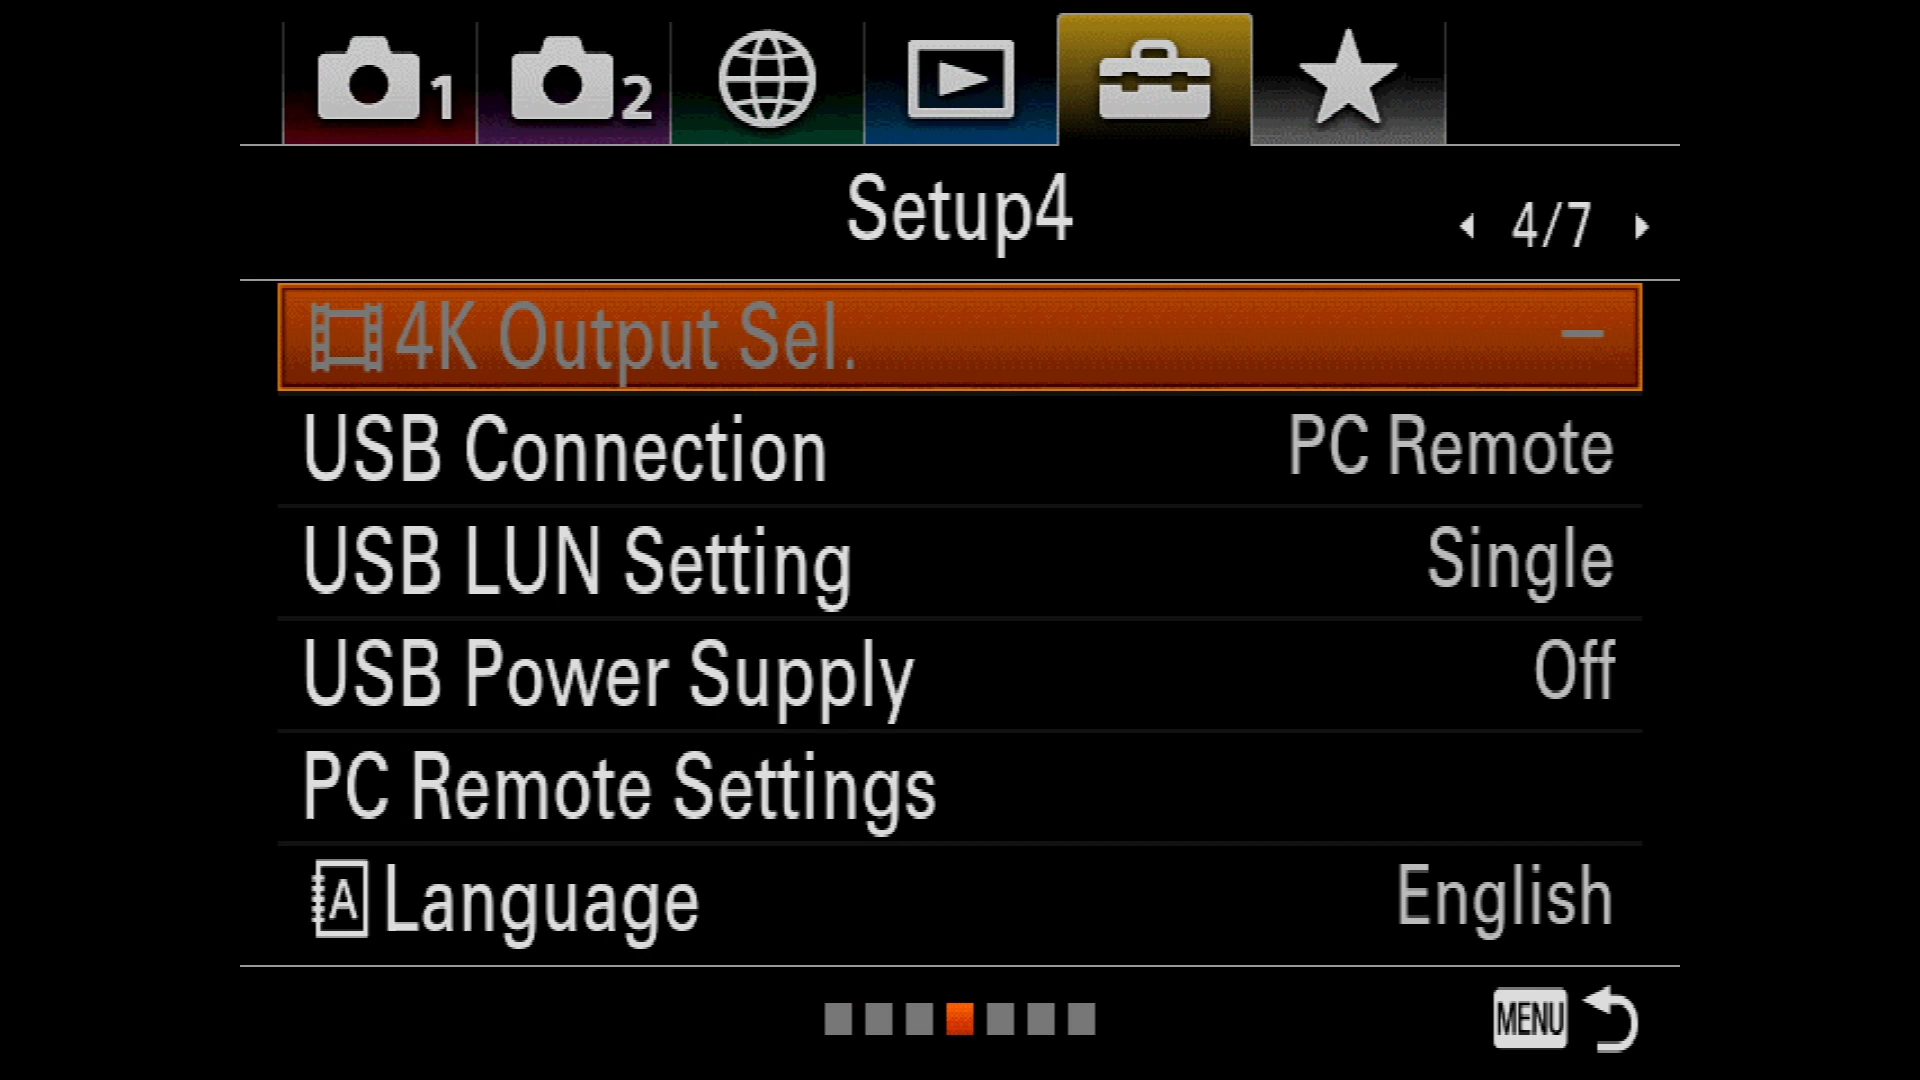 1
2
Setup4
4/7
4K Output Sel. –
USB Connection PC Remote
USB LUN Setting Single
USB Power Supply Off
PC Remote Settings
A Language English
MENU